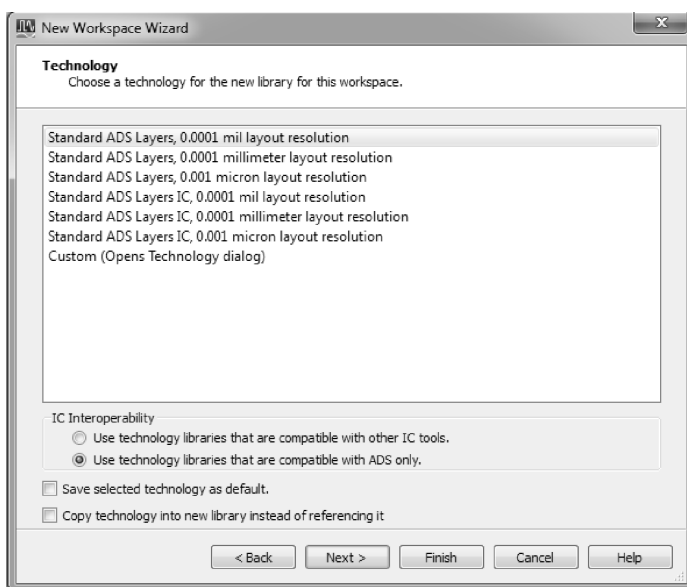 New Workspace Wizard
Technology
Choose a technology for the new library for this workspace.
Standard ADS Layers, 0.0001 mil layout resolution
Standard ADS Layers, 0.0001 millimeter layout resolution
Standard ADS Layers, 0.001 micron layout resolution
Standard ADS Layers IC, 0.0001 mil layout resolution
Standard ADS Layers IC, 0.0001 millimeter layout resolution
Standard ADS Layers IC, 0.001 micron layout resolution
Custom (Opens Technology dialog)
IC Interoperability
Use technology libraries that are compatible with other IC tools.
Use technology libraries that are compatible with ADS only.
Save selected technology as default.
Copy technology into new library instead of referencing it
< Back Next > Finish Cancel Help